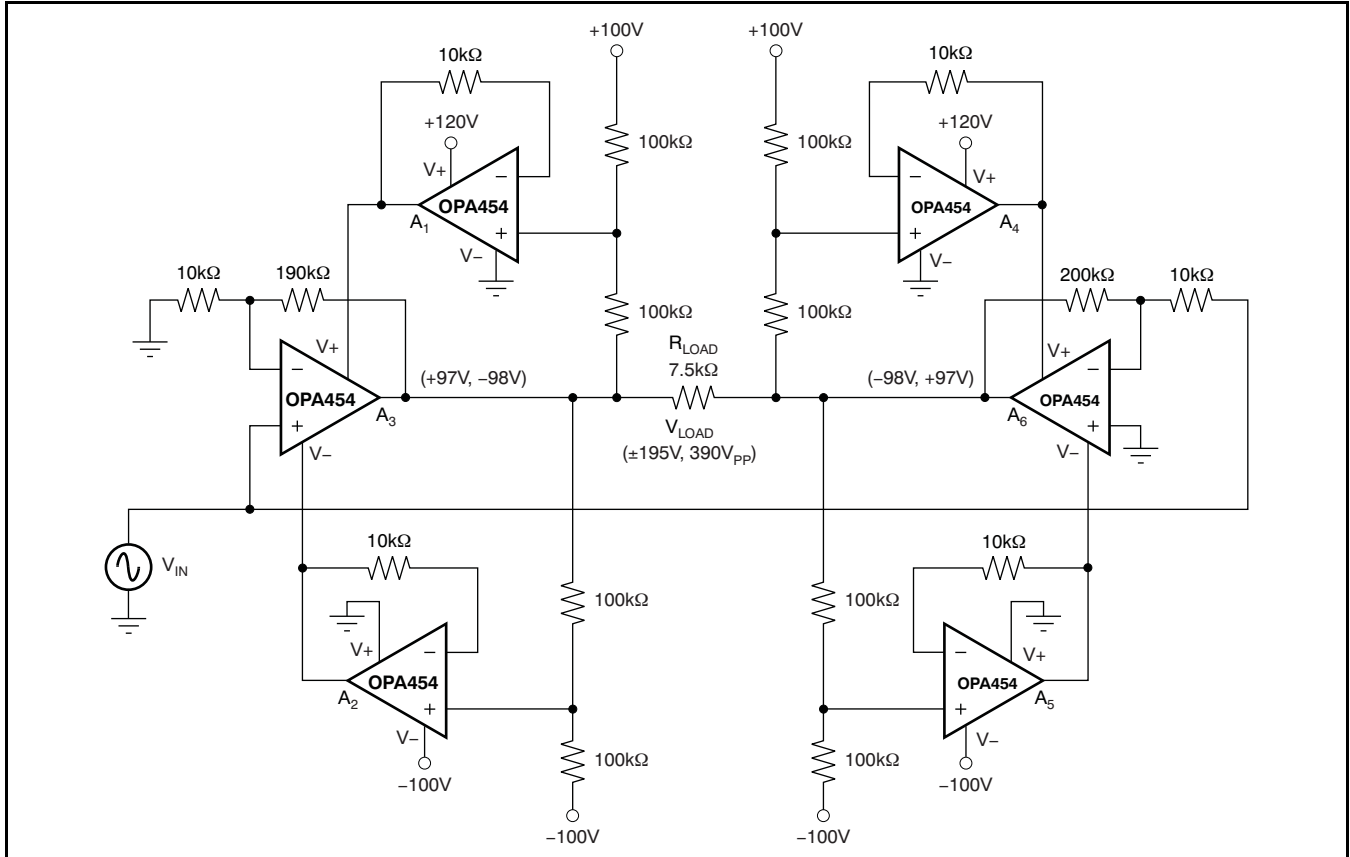 +100V
+100V
10kΩ
10kΩ
+120V
+120V
100kΩ
100kΩ
V+
−
OPA454
+
A1
V−
V+
−
OPA454
+
A4
V−
10kΩ
190kΩ
200kΩ
10kΩ
100kΩ
100kΩ
V+
−
OPA454
+
A3
V−
(+97V, −98V)
RLOAD
7.5kΩ
VLOAD
(±195V, 390VPP)
(−98V, +97V)
V+
−
OPA454
+
A6
V−
VIN
10kΩ
10kΩ
100kΩ
100kΩ
V+
−
OPA454
+
A2
V−
−100V
V+
−
OPA454
+
A5
V−
−100V
100kΩ
100kΩ
−100V
−100V